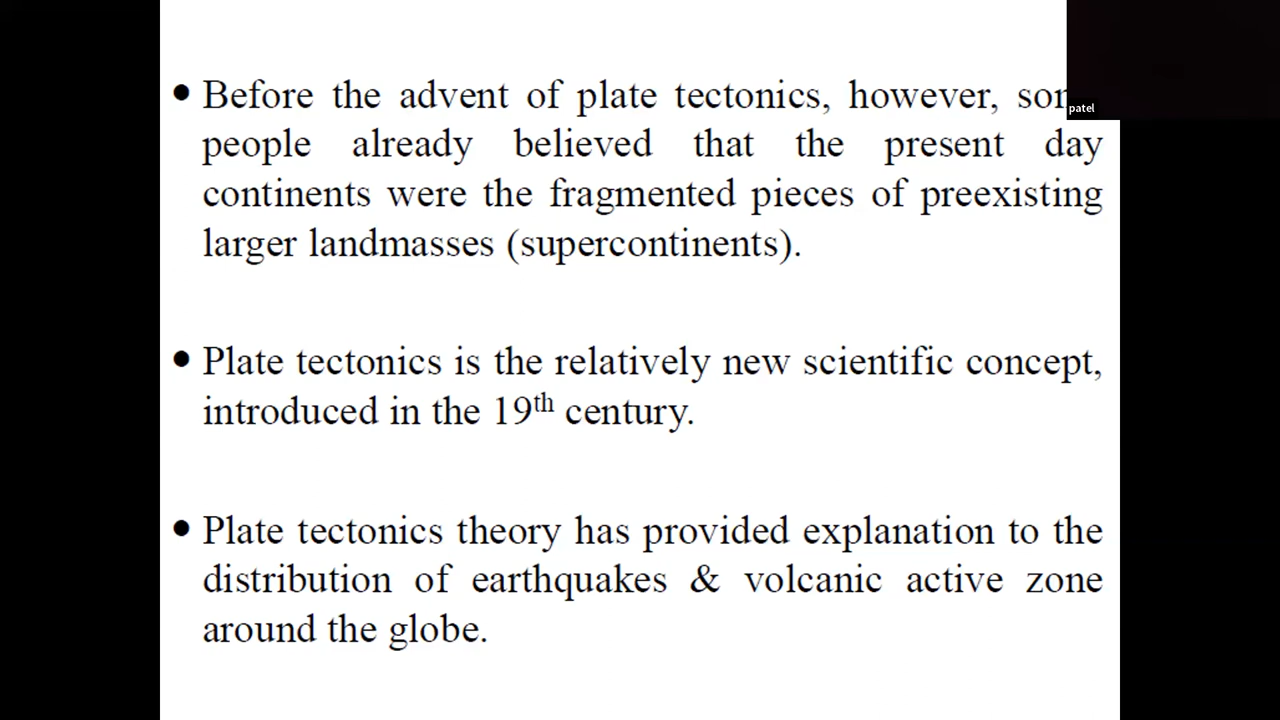 • Before the advent of plate tectonics, however,
patel
people already believed that the present day
continents were the fragmented pieces of preexisting
larger landmasses (supercontinents).
• Plate tectonics is the relatively new scientific concept,
introduced in the 19th century.
• Plate tectonics theory has provided explanation to the
distribution of earthquakes & volcanic active zone
around the globe.